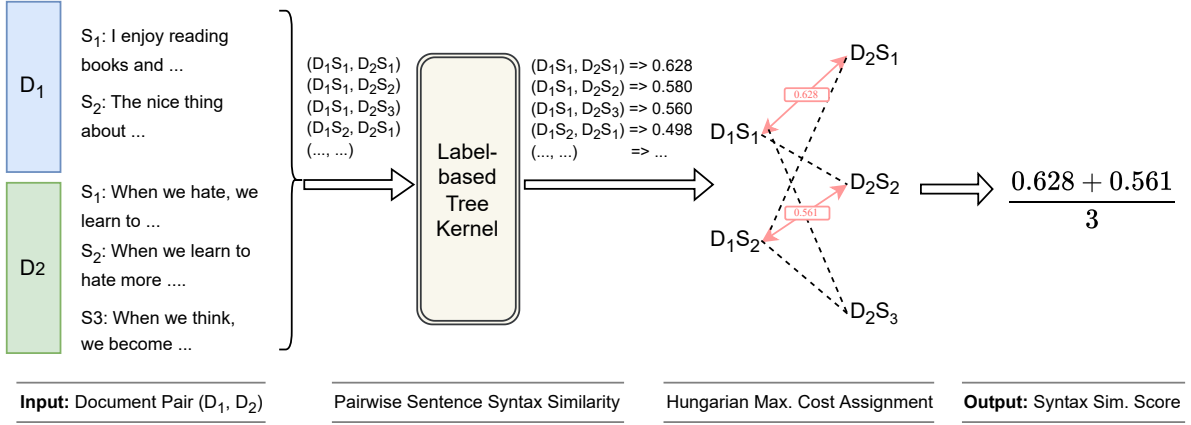 D1
S1: I enjoy reading
books and ...
S2: The nice thing
about ...
D2
S1: When we hate, we
learn to ...
S2: When we learn to
hate more ....
S3: When we think,
we become ...
(D1S1, D2S1)
(D1S1, D2S2)
(D1S1, D2S3)
(D1S2, D2S1)
(..., ...)
Label-
based
Tree
Kernel
(D1S1, D2S1) => 0.628
(D1S1, D2S2) => 0.580
(D1S1, D2S3) => 0.560
(D1S2, D2S1) => 0.498
(..., ...) => ...
D2S1
0.628
D1S1
D2S2
0.561
D1S2
D2S3
0.628 + 0.561
3
Input: Document Pair (D1, D2)
Pairwise Sentence Syntax Similarity
Hungarian Max. Cost Assignment
Output: Syntax Sim. Score